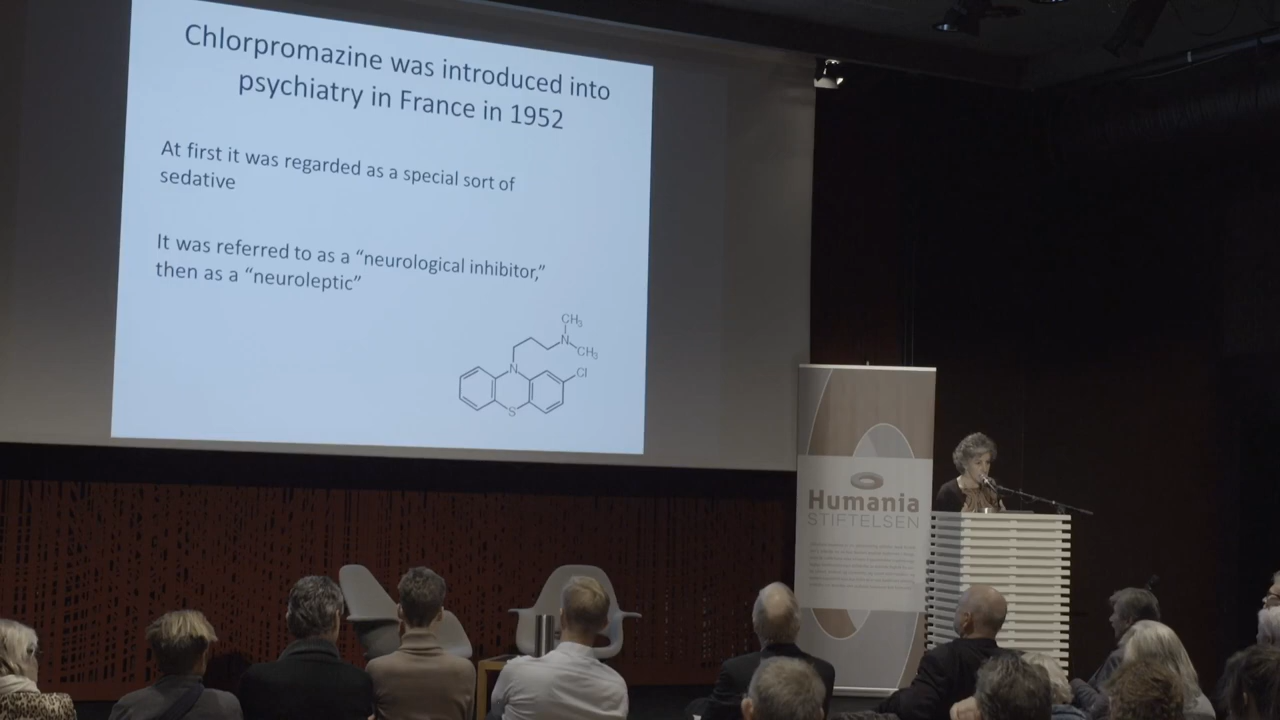 Chlorpromazine was introduced into
psychiatry in France in 1952
At first it was regarded as a special sort of
sedative
It was referred to as a “neurological inhibitor,”
then as a “neuroleptic”
CH₃
N
CH₃
N
Cl
S
Humania
STIFTELSEN